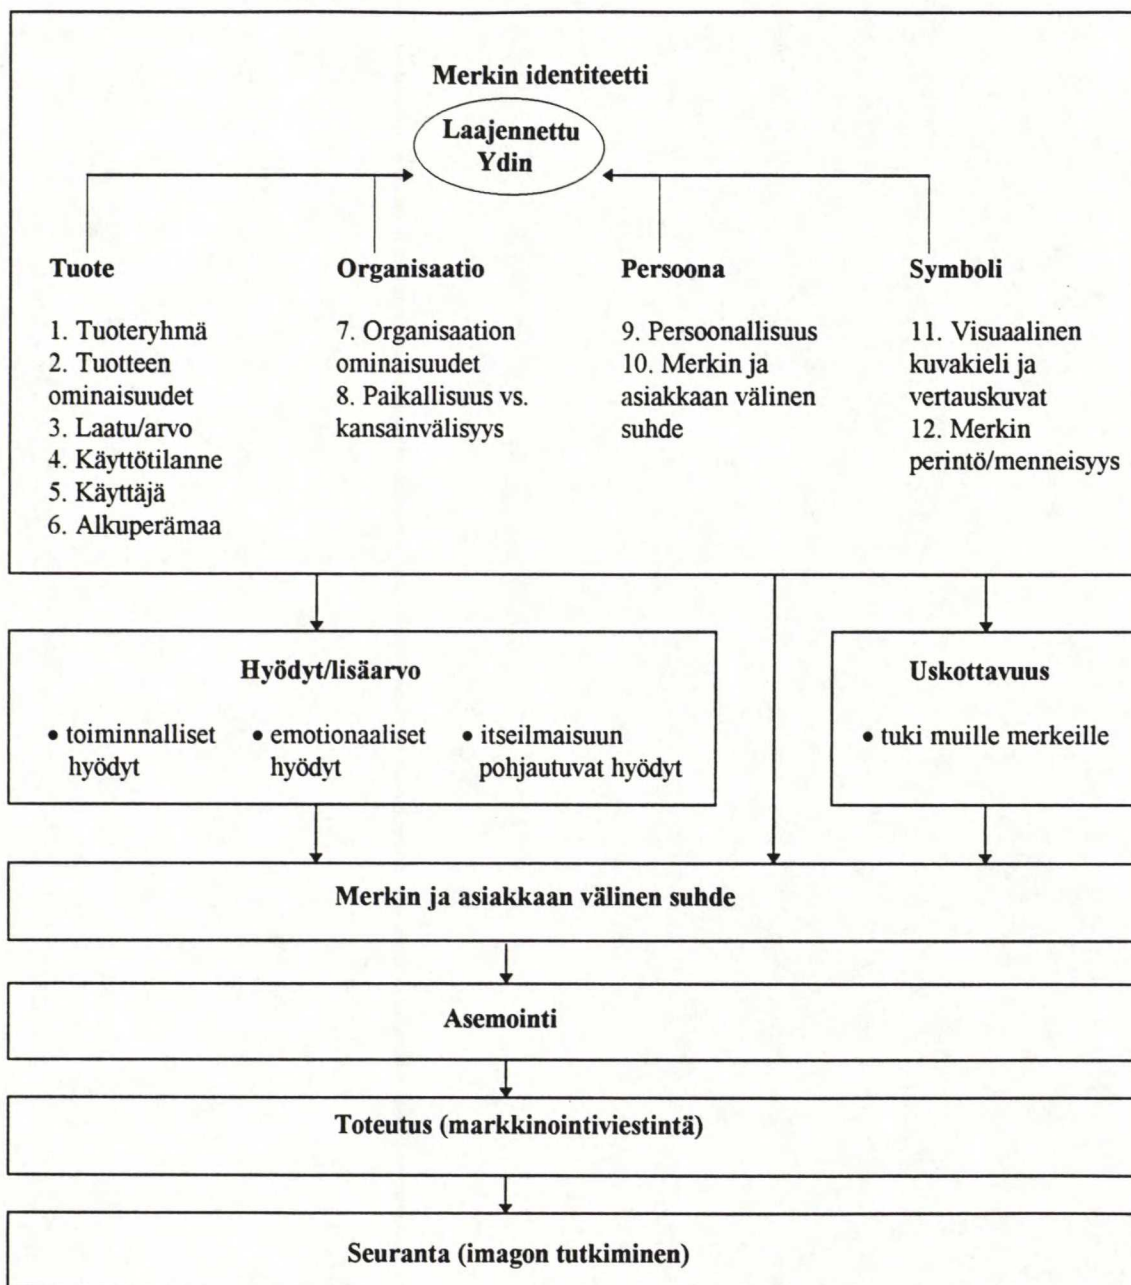 Merkin identiteetti
Laajennettu
Ydin
Tuote
1. Tuoteryhmä
2. Tuotteen
ominaisuudet
3. Laatu/arvo
4. Käyttötilanne
5. Käyttäjä
6. Alkuperämaa
Organisaatio
7. Organisaation
ominaisuudet
8. Paikallisuus vs.
kansainvälisyys
Persoona
9. Persoonallisuus
10. Merkin ja
asiakkaan välinen
suhde
Symboli
11. Visuaalinen
kuvakieli ja
vertauskuvat
12. Merkin
perintö/menneisyys
Hyödyt/lisäarvo
• toiminnalliset
hyödyt
• emotionaaliset
hyödyt
• itseilmaisuun
pohjautuvat hyödyt
Uskottavuus
• tuki muille merkeille
Merkin ja asiakkaan välinen suhde
Asemointi
Toteutus (markkinointiviestintä)
Seuranta (imagon tutkiminen)